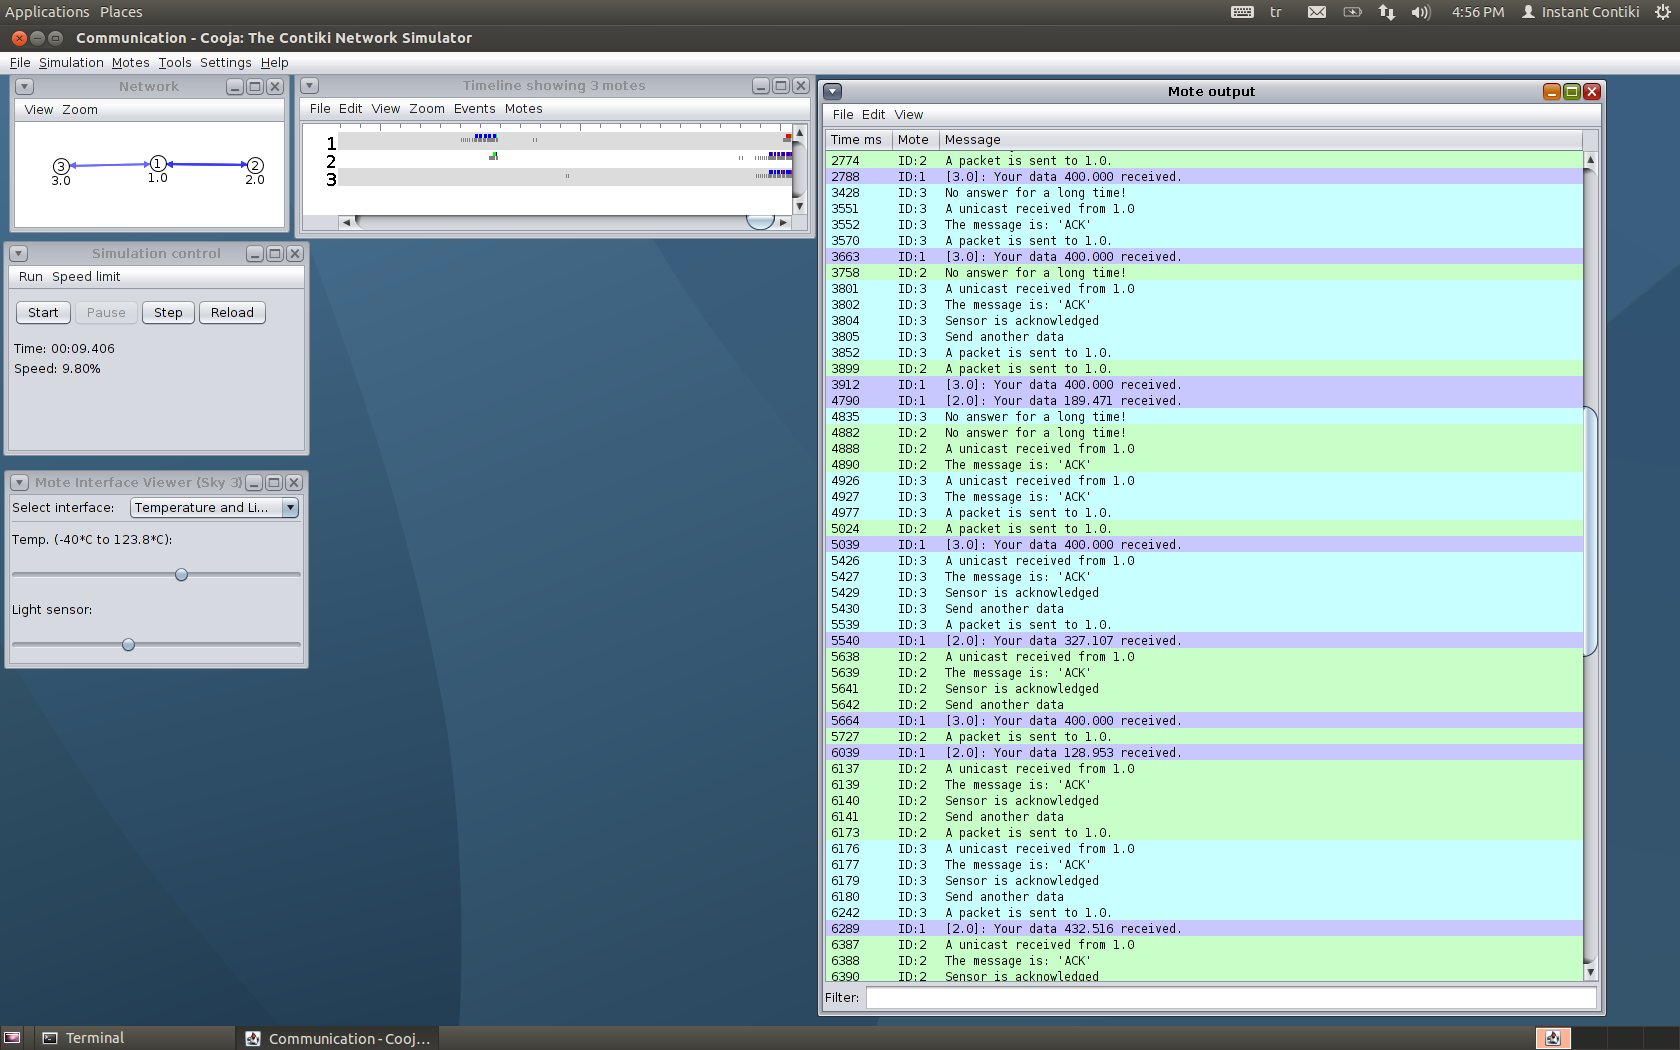 Applications Places
tr 4:56 PM Instant Contiki
Communication - Cooja: The Contiki Network Simulator
File Simulation Motes Tools Settings Help
Network
View Zoom
3 1 2
3.0 1.0 2.0
Timeline showing 3 motes
File Edit View Zoom Events Motes
1
2
3
Simulation control
Run Speed limit
Start Pause Step Reload
Time: 00:09.406
Speed: 9.80%
Mote Interface Viewer (Sky 3)
Select interface: Temperature and Li...
Temp. (-40*C to 123.8*C):
Light sensor:
Mote output
File Edit View
Time ms Mote Message
2774 ID:2 A packet is sent to 1.0.
2788 ID:1 [3.0]: Your data 400.000 received.
3428 ID:3 No answer for a long time!
3551 ID:3 A unicast received from 1.0
3552 ID:3 The message is: 'ACK'
3570 ID:3 A packet is sent to 1.0.
3663 ID:1 [3.0]: Your data 400.000 received.
3758 ID:2 No answer for a long time!
3801 ID:3 A unicast received from 1.0
3802 ID:3 The message is: 'ACK'
3804 ID:3 Sensor is acknowledged
3805 ID:3 Send another data
3852 ID:3 A packet is sent to 1.0.
3899 ID:2 A packet is sent to 1.0.
3912 ID:1 [3.0]: Your data 400.000 received.
4790 ID:1 [2.0]: Your data 189.471 received.
4835 ID:3 No answer for a long time!
4882 ID:2 No answer for a long time!
4888 ID:2 A unicast received from 1.0
4890 ID:2 The message is: 'ACK'
4926 ID:3 A unicast received from 1.0
4927 ID:3 The message is: 'ACK'
4977 ID:3 A packet is sent to 1.0.
5024 ID:2 A packet is sent to 1.0.
5039 ID:1 [3.0]: Your data 400.000 received.
5426 ID:3 A unicast received from 1.0
5427 ID:3 The message is: 'ACK'
5429 ID:3 Sensor is acknowledged
5430 ID:3 Send another data
5539 ID:3 A packet is sent to 1.0.
5540 ID:1 [2.0]: Your data 327.107 received.
5638 ID:2 A unicast received from 1.0
5639 ID:2 The message is: 'ACK'
5641 ID:2 Sensor is acknowledged
5642 ID:2 Send another data
5664 ID:1 [3.0]: Your data 400.000 received.
5727 ID:2 A packet is sent to 1.0.
6039 ID:1 [2.0]: Your data 128.953 received.
6137 ID:2 A unicast received from 1.0
6139 ID:2 The message is: 'ACK'
6140 ID:2 Sensor is acknowledged
6141 ID:2 Send another data
6173 ID:2 A packet is sent to 1.0.
6176 ID:3 A unicast received from 1.0
6177 ID:3 The message is: 'ACK'
6179 ID:3 Sensor is acknowledged
6180 ID:3 Send another data
6242 ID:3 A packet is sent to 1.0.
6289 ID:1 [2.0]: Your data 432.516 received.
6387 ID:2 A unicast received from 1.0
6388 ID:2 The message is: 'ACK'
6390 ID:2 Sensor is acknowledged
Filter:
Terminal Communication - Cooj...